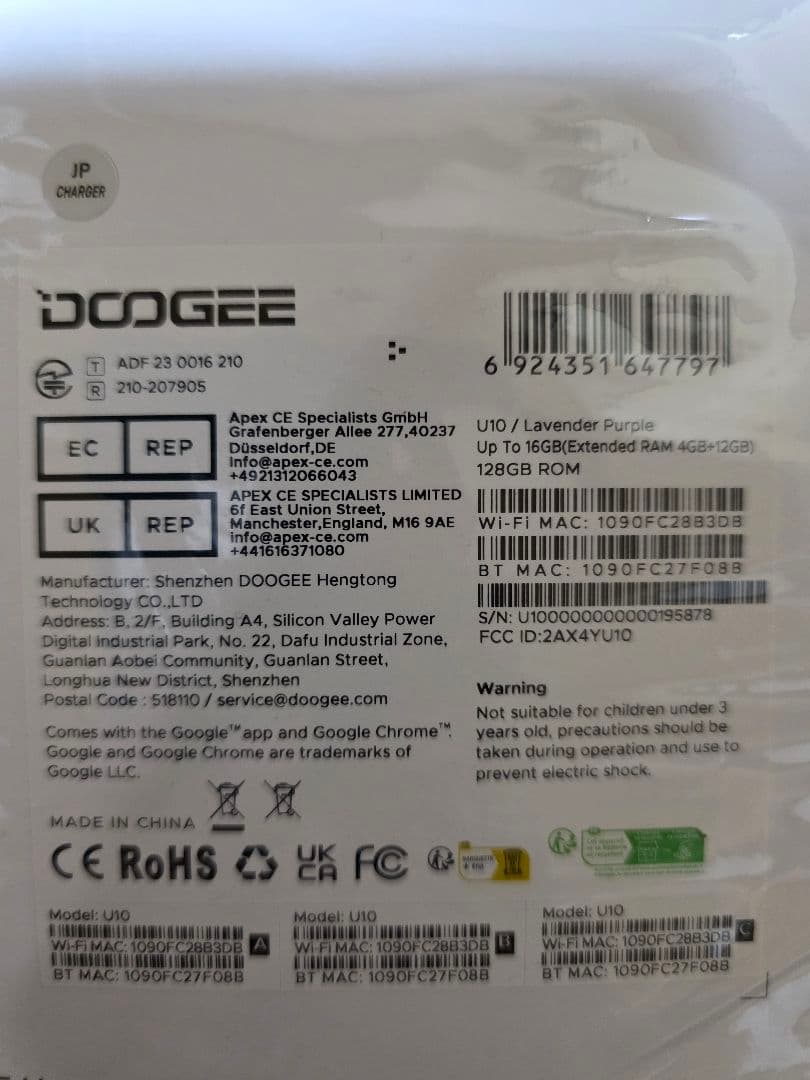 JP
CHARGER
DOOGEE
T ADF 23 0016 210
R 210-207905
EC REP
Apex CE Specialists GmbH
Grafenberger Allee 277,40237
Düsseldorf,DE
Info@apex-ce.com
+4921312066043
UK REP
APEX CE SPECIALISTS LIMITED
6f East Union Street,
Manchester,England, M16 9AE
info@apex-ce.com
+441616371080
Manufacturer: Shenzhen DOOGEE Hengtong
Technology CO.,LTD
Address: B, 2/F, Building A4, Silicon Valley Power
Digital Industrial Park, No. 22, Dafu Industrial Zone,
Guanlan Aobei Community, Guanlan Street,
Longhua New District, Shenzhen
Postal Code : 518110 / service@doogee.com
Comes with the Google™ app and Google Chrome™.
Google and Google Chrome are trademarks of
Google LLC.
MADE IN CHINA
CE RoHS UK CA FC
6 924351 647797
U10 / Lavender Purple
Up To 16GB(Extended RAM 4GB+12GB)
128GB ROM
Wi-Fi MAC: 1090FC28B3DB
BT MAC: 1090FC27F08B
S/N: U1000000000000195878
FCC ID:2AX4YU10
Warning
Not suitable for children under 3
years old, precautions should be
taken during operation and use to
prevent electric shock.
Model: U10
Wi-Fi MAC: 1090FC28B3DB A
BT MAC: 1090FC27F08B
Model: U10
Wi-Fi MAC: 1090FC28B3DB B
BT MAC: 1090FC27F08B
Model: U10
Wi-Fi MAC: 1090FC28B3DB C
BT MAC: 1090FC27F08B